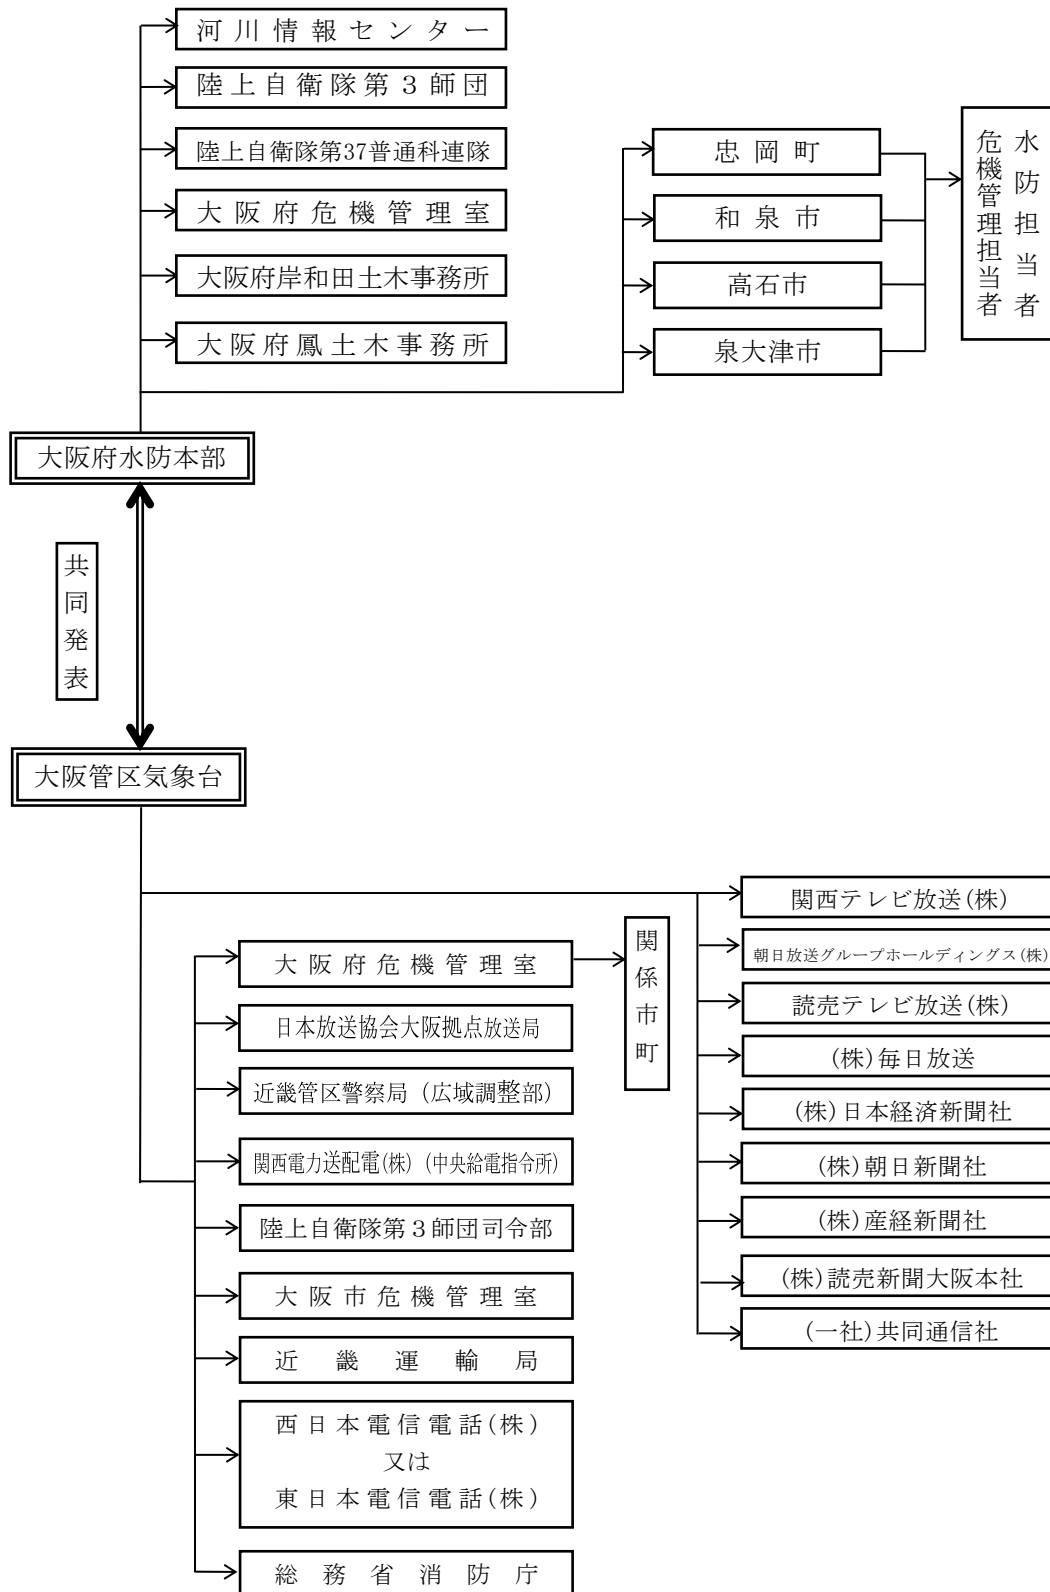 河川情報センター
陸上自衛隊第３師団
陸上自衛隊第37普通科連隊
大阪府危機管理室
大阪府岸和田土木事務所
大阪府鳳土木事務所
忠岡町
和泉市
高石市
泉大津市
水防担当者
危機管理担当者
大阪府水防本部
共同発表
大阪管区気象台
関西テレビ放送(株)
朝日放送グループホールディングス(株)
読売テレビ放送(株)
(株)毎日放送
(株)日本経済新聞社
(株)朝日新聞社
(株)産経新聞社
(株)読売新聞大阪本社
(一社)共同通信社
大阪府危機管理室
関係市町
日本放送協会大阪拠点放送局
近畿管区警察局（広域調整部）
関西電力送配電(株)（中央給電指令所）
陸上自衛隊第３師団司令部
大阪市危機管理室
近畿運輸局
西日本電信電話(株)
又は
東日本電信電話(株)
総務省消防庁